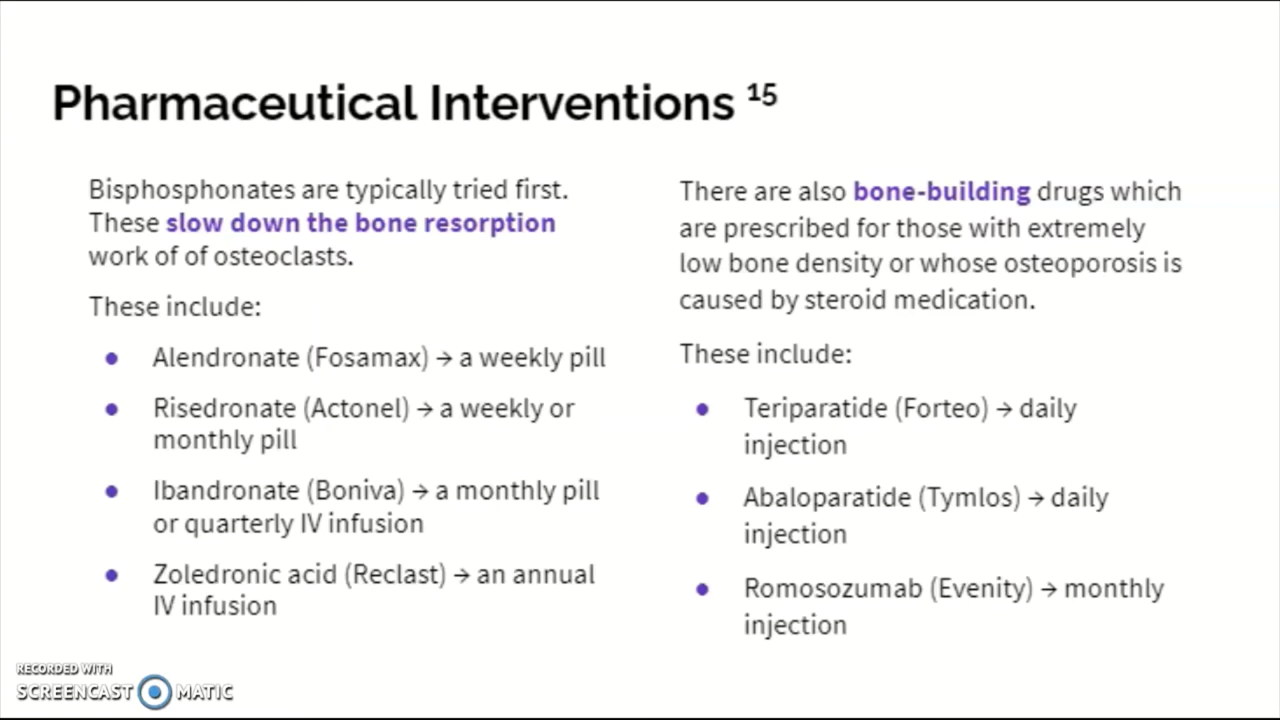 Pharmaceutical Interventions 15
Bisphosphonates are typically tried first.
These slow down the bone resorption
work of of osteoclasts.
These include:
● Alendronate (Fosamax) → a weekly pill
● Risedronate (Actonel) → a weekly or
monthly pill
● Ibandronate (Boniva) → a monthly pill
or quarterly IV infusion
● Zoledronic acid (Reclast) → an annual
IV infusion
There are also bone-building drugs which
are prescribed for those with extremely
low bone density or whose osteoporosis is
caused by steroid medication.
These include:
● Teriparatide (Forteo) → daily
injection
● Abaloparatide (Tymlos) → daily
injection
● Romosozumab (Evenity) → monthly
injection
RECORDED WITH
SCREENCAST MATIC